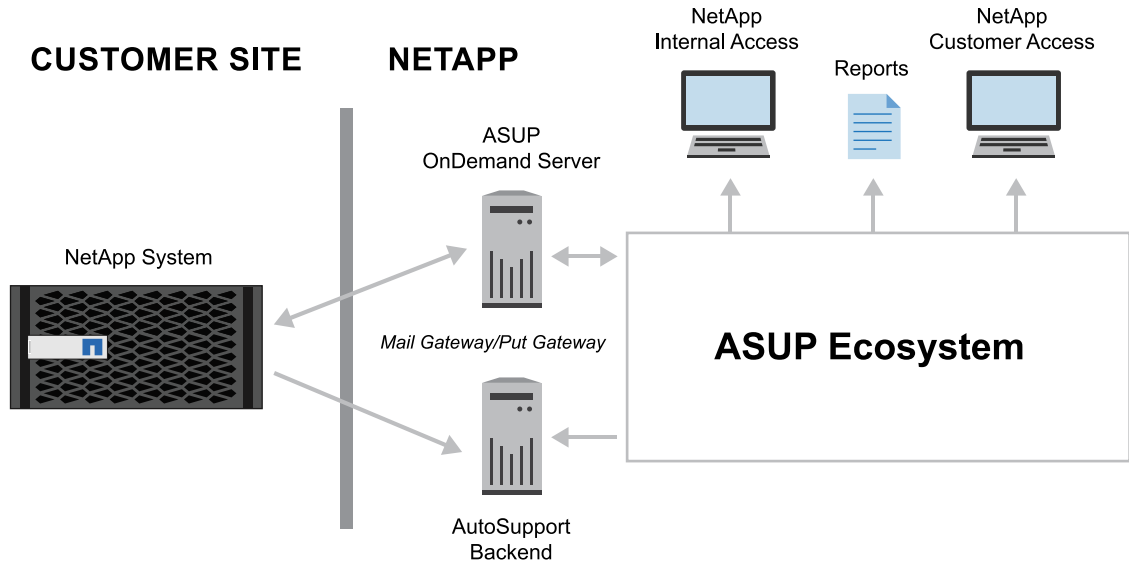 CUSTOMER SITE
NETAPP
NetApp
Internal Access
Reports
NetApp
Customer Access
ASUP
OnDemand Server
NetApp System
Mail Gateway/Put Gateway
ASUP Ecosystem
AutoSupport
Backend